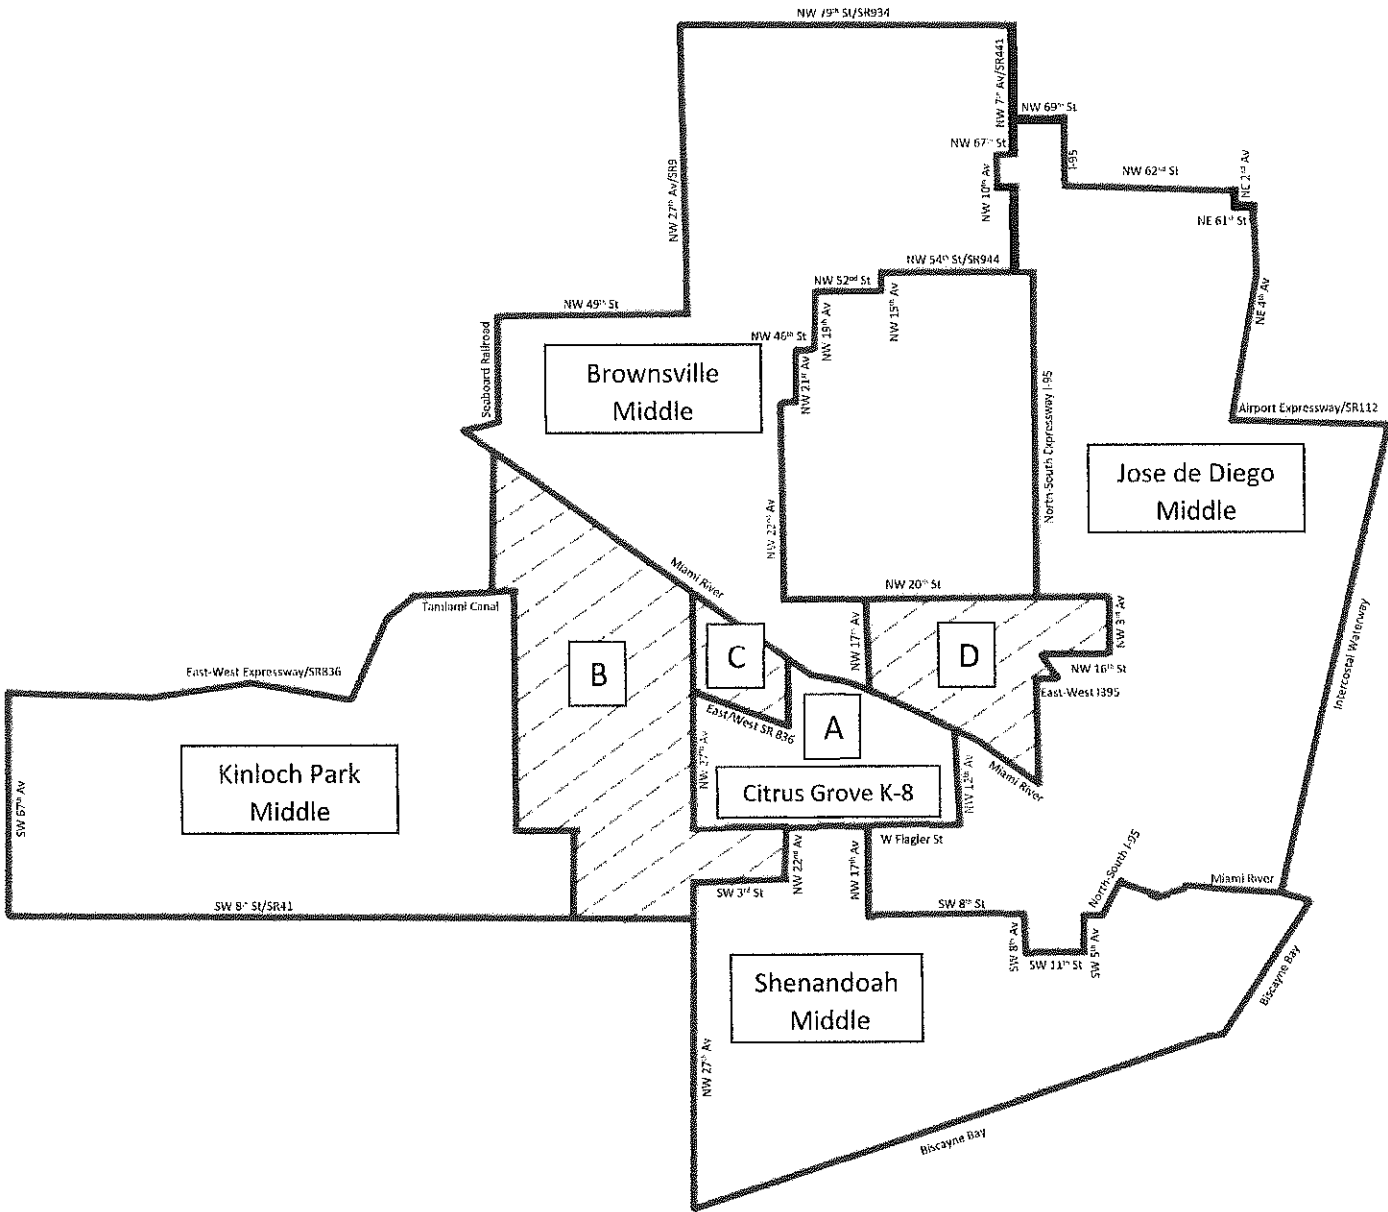 NW 79th St/SR934
NW 7th Av/SR441
NW 69th St
NW 67th St
I-95
NW 10th Av
NW 62nd St
NE 2nd Av
NE 61st St
NW 27th Av/SR9
NW 54th St/SR944
NW 52nd St
NW 15th Av
NE 4th Av
NW 49th St
NW 19th Av
NW 46th St
Seaboard Railroad
NW 21st Av
Brownsville
Middle
North-South Expressway I-95
Airport Expressway/SR112
Jose de Diego
Middle
NW 22nd Av
Miami River
NW 20th St
Tamiami Canal
NW 17th Av
NW 3rd Av
C
D
B
NW 16th St
East-West Expressway/SR836
East-West I395
Intercostal Waterway
East/West SR 836
A
Kinloch Park
Middle
NW 27th Av
Citrus Grove K-8
NW 12th Av
Miami River
SW 67th Av
W Flagler St
NW 22nd Av
NW 17th Av
SW 3rd St
North-South I-95
Miami River
SW 8th St/SR41
SW 8th St
SW 8th Av
SW 11th St
SW 5th Av
Shenandoah
Middle
Biscayne Bay
NW 27th Av
Biscayne Bay